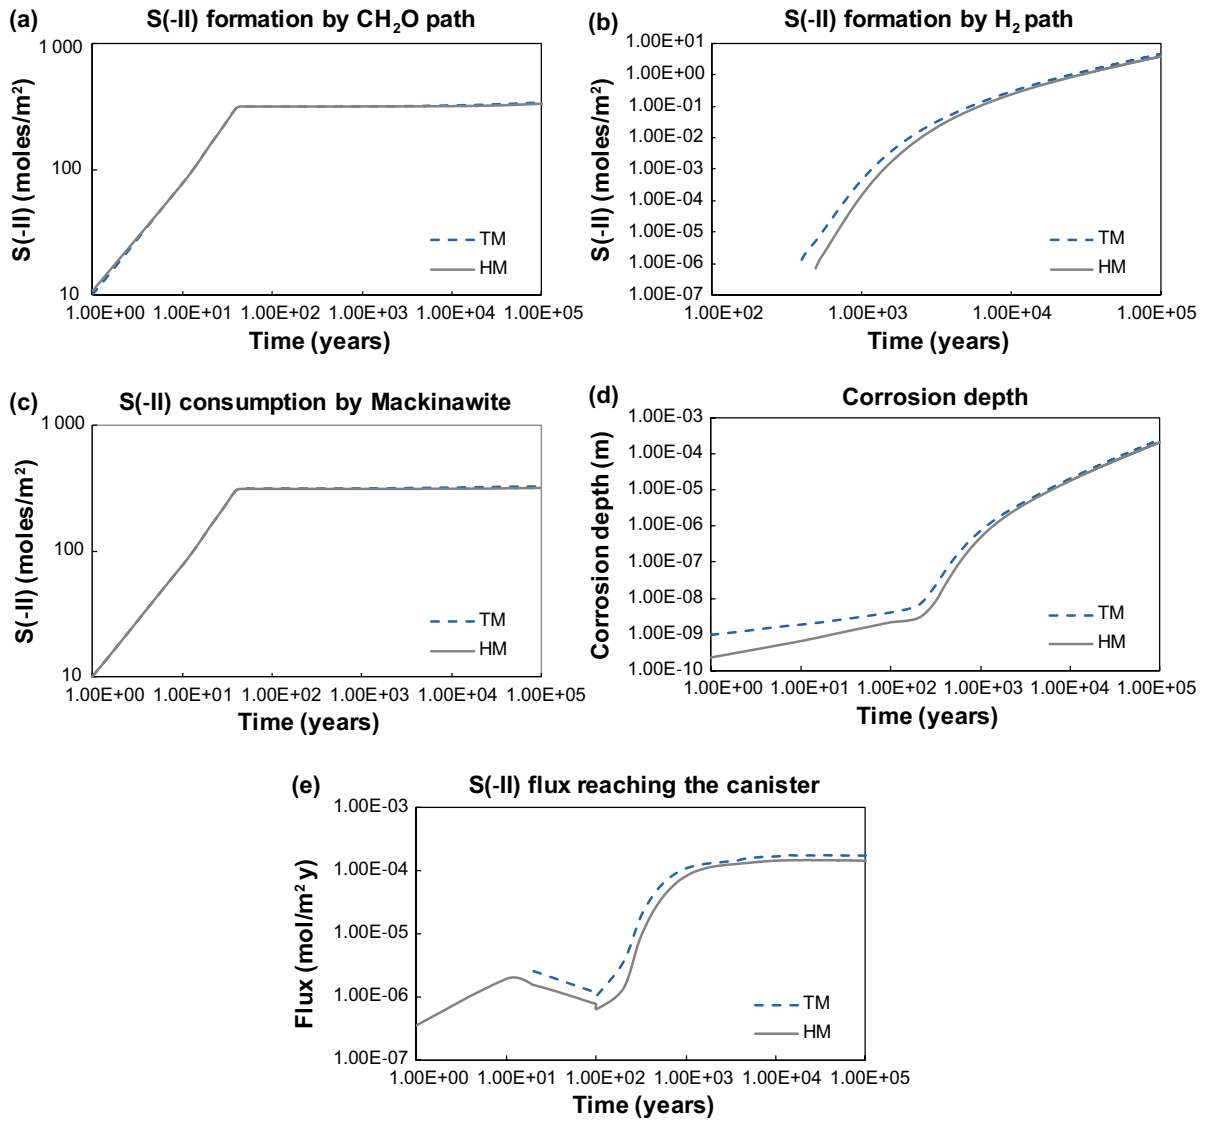 (a) S(-II) formation by CH₂O path
1 000
100
10
S(-II) (moles/m²)
TM
HM
1.00E+00 1.00E+01 1.00E+02 1.00E+03 1.00E+04 1.00E+05
Time (years)
(b) S(-II) formation by H₂ path
1.00E+01
1.00E+00
1.00E-01
1.00E-02
1.00E-03
1.00E-04
1.00E-05
1.00E-06
1.00E-07
S(-II) (moles/m²)
TM
HM
1.00E+02 1.00E+03 1.00E+04 1.00E+05
Time (years)
(c) S(-II) consumption by Mackinawite
1 000
100
10
S(-II) (moles/m²)
TM
HM
1.00E+00 1.00E+01 1.00E+02 1.00E+03 1.00E+04 1.00E+05
Time (years)
(d) Corrosion depth
1.00E-03
1.00E-04
1.00E-05
1.00E-06
1.00E-07
1.00E-08
1.00E-09
1.00E-10
Corrosion depth (m)
TM
HM
1.00E+00 1.00E+01 1.00E+02 1.00E+03 1.00E+04 1.00E+05
Time (years)
(e) S(-II) flux reaching the canister
1.00E-03
1.00E-04
1.00E-05
1.00E-06
1.00E-07
Flux (mol/m² y)
TM
HM
1.00E+00 1.00E+01 1.00E+02 1.00E+03 1.00E+04 1.00E+05
Time (years)